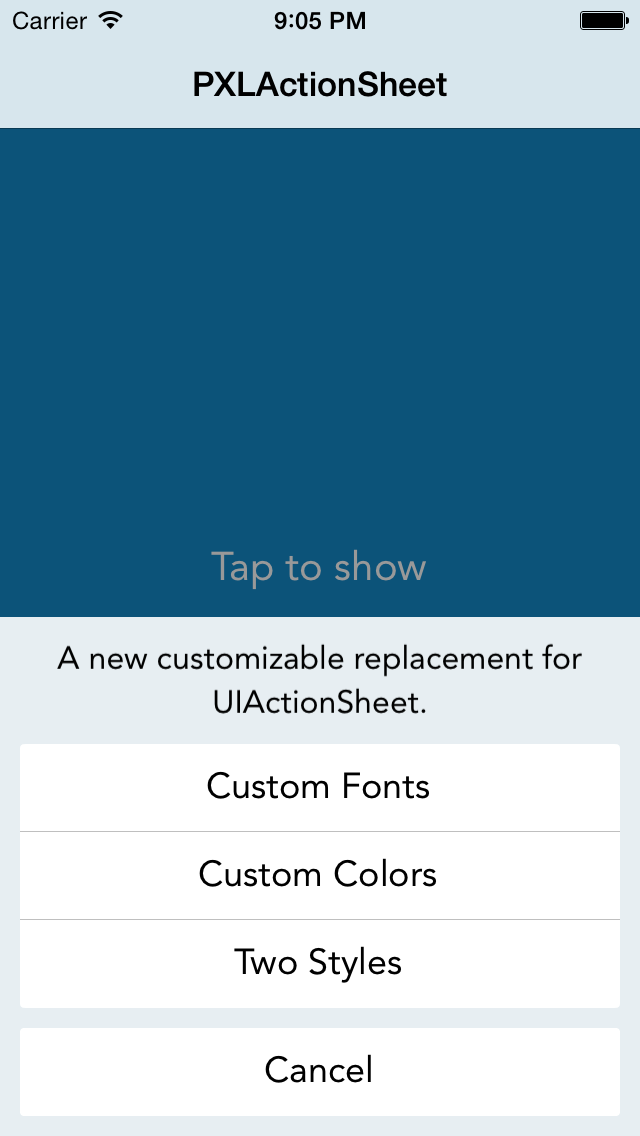 Carrier 9:05 PM
PXLActionSheet
Tap to show
A new customizable replacement for
UIActionSheet.
Custom Fonts
Custom Colors
Two Styles
Cancel